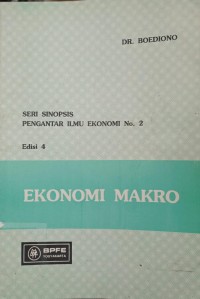 DR. BOEDIONO
SERI SINOPSIS
PENGANTAR ILMU EKONOMI No. 2
Edisi 4
EKONOMI MAKRO
BPFE
YOGYAKARTA